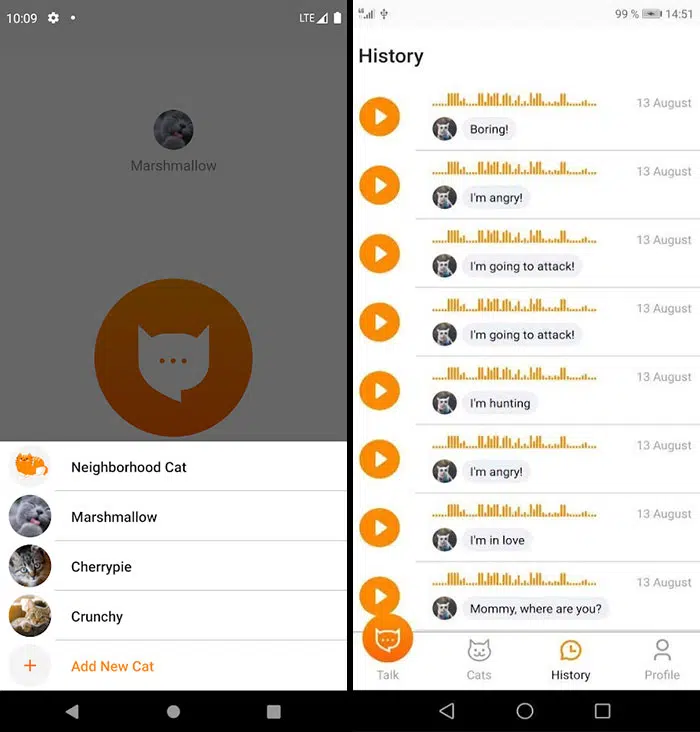 10:09
LTE
Marshmallow
Neighborhood Cat
Marshmallow
Cherrypie
Crunchy
+ Add New Cat
99 % 14:51
History
13 August
Boring!
13 August
I'm angry!
13 August
I'm going to attack!
13 August
I'm going to attack!
13 August
I'm hunting
13 August
I'm angry!
13 August
I'm in love
13 August
Mommy, where are you?
Talk
Cats
History
Profile